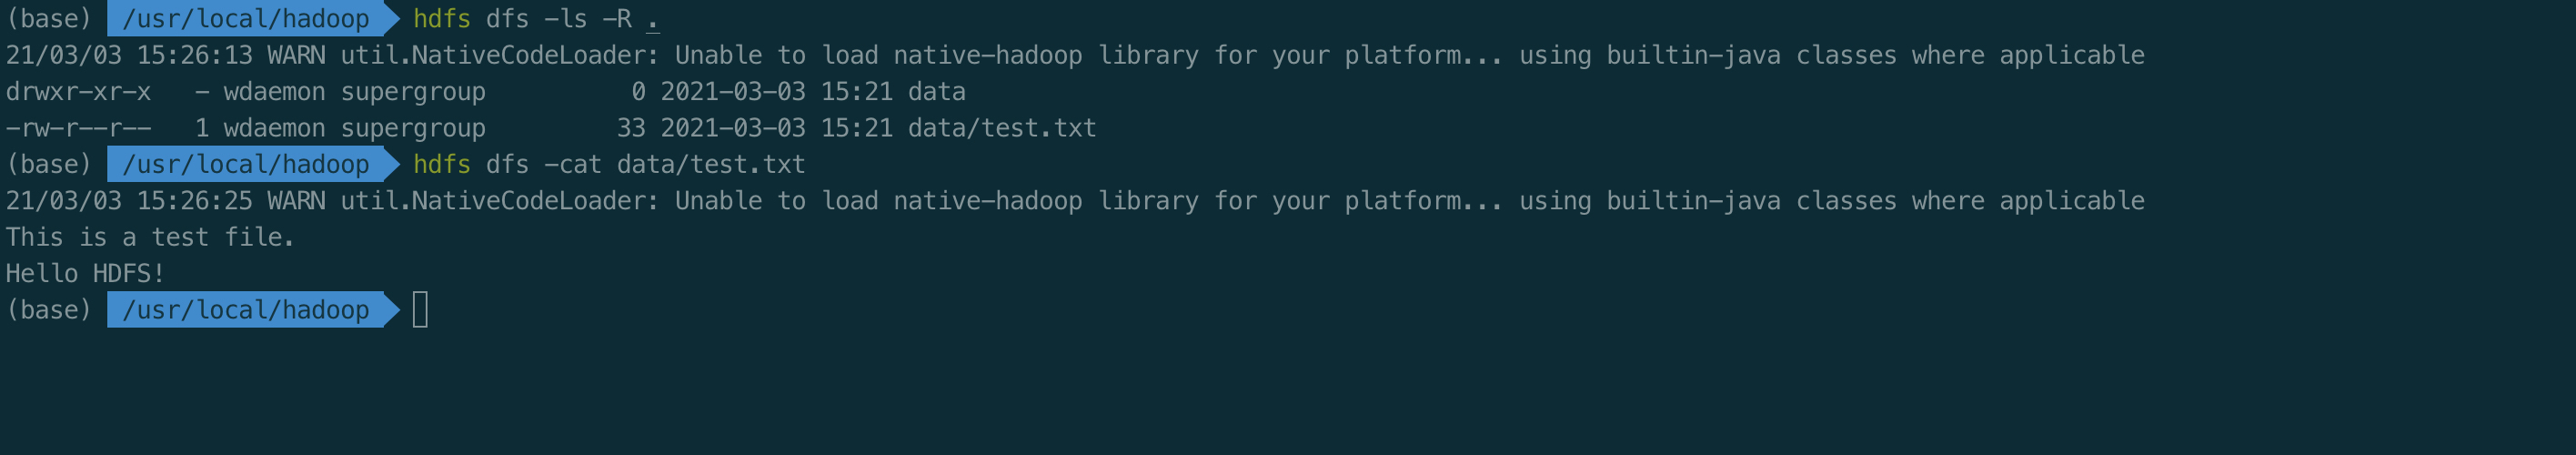 (base) /usr/local/hadoop hdfs dfs -ls -R .
21/03/03 15:26:13 WARN util.NativeCodeLoader: Unable to load native-hadoop library for your platform... using builtin-java classes where applicable
drwxr-xr-x   - wdaemon supergroup          0 2021-03-03 15:21 data
-rw-r--r--   1 wdaemon supergroup         33 2021-03-03 15:21 data/test.txt
(base) /usr/local/hadoop hdfs dfs -cat data/test.txt
21/03/03 15:26:25 WARN util.NativeCodeLoader: Unable to load native-hadoop library for your platform... using builtin-java classes where applicable
This is a test file.
Hello HDFS!
(base) /usr/local/hadoop